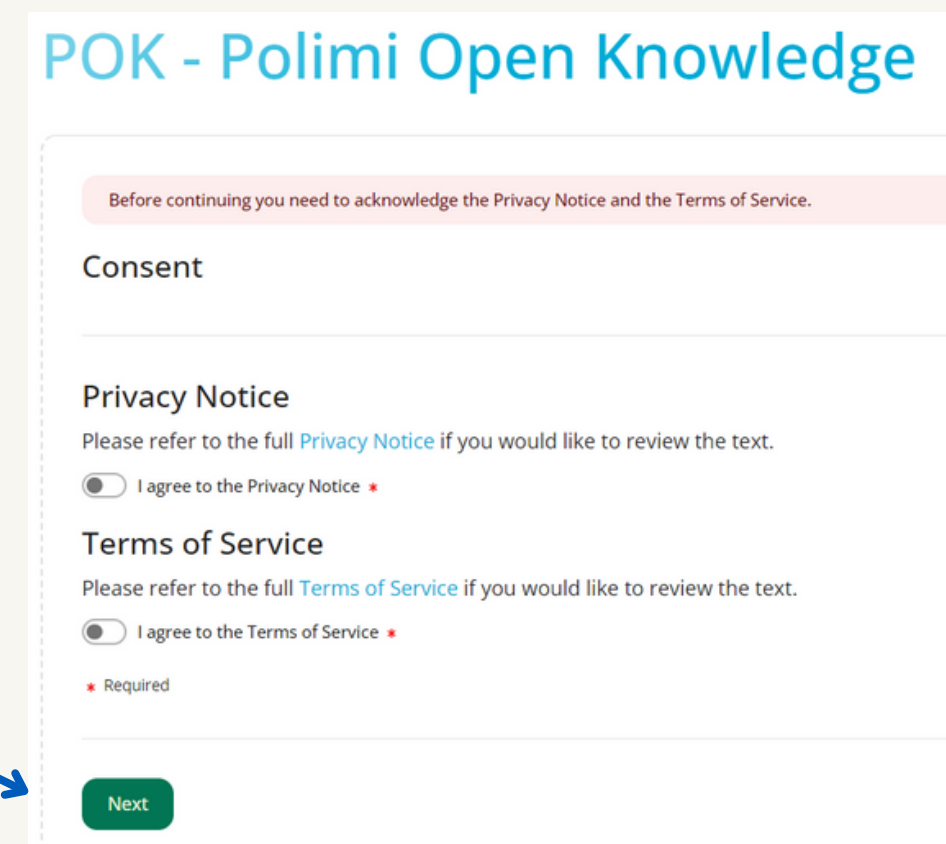 POK - Polimi Open Knowledge
Before continuing you need to acknowledge the Privacy Notice and the Terms of Service.
Consent
Privacy Notice
Please refer to the full Privacy Notice if you would like to review the text.
I agree to the Privacy Notice *
Terms of Service
Please refer to the full Terms of Service if you would like to review the text.
I agree to the Terms of Service *
* Required
Next